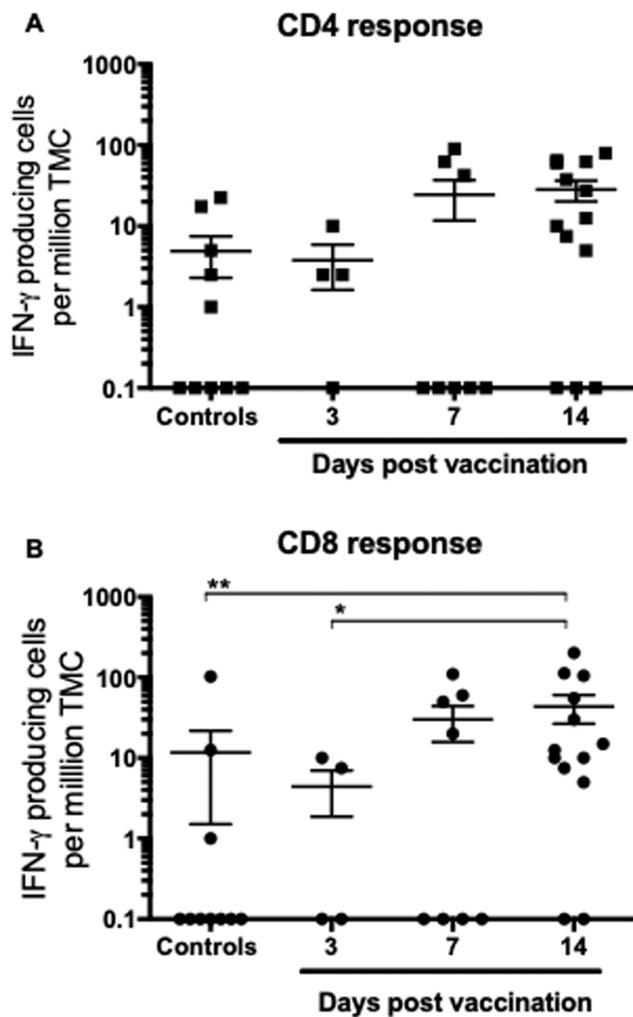 A
CD4 response
IFN-γ producing cells
per million TMC
1000
100
10
1
0.1
Controls
3
7
14
Days post vaccination
B
CD8 response
IFN-γ producing cells
per milllion TMC
**
*
1000
100
10
1
0.1
Controls
3
7
14
Days post vaccination